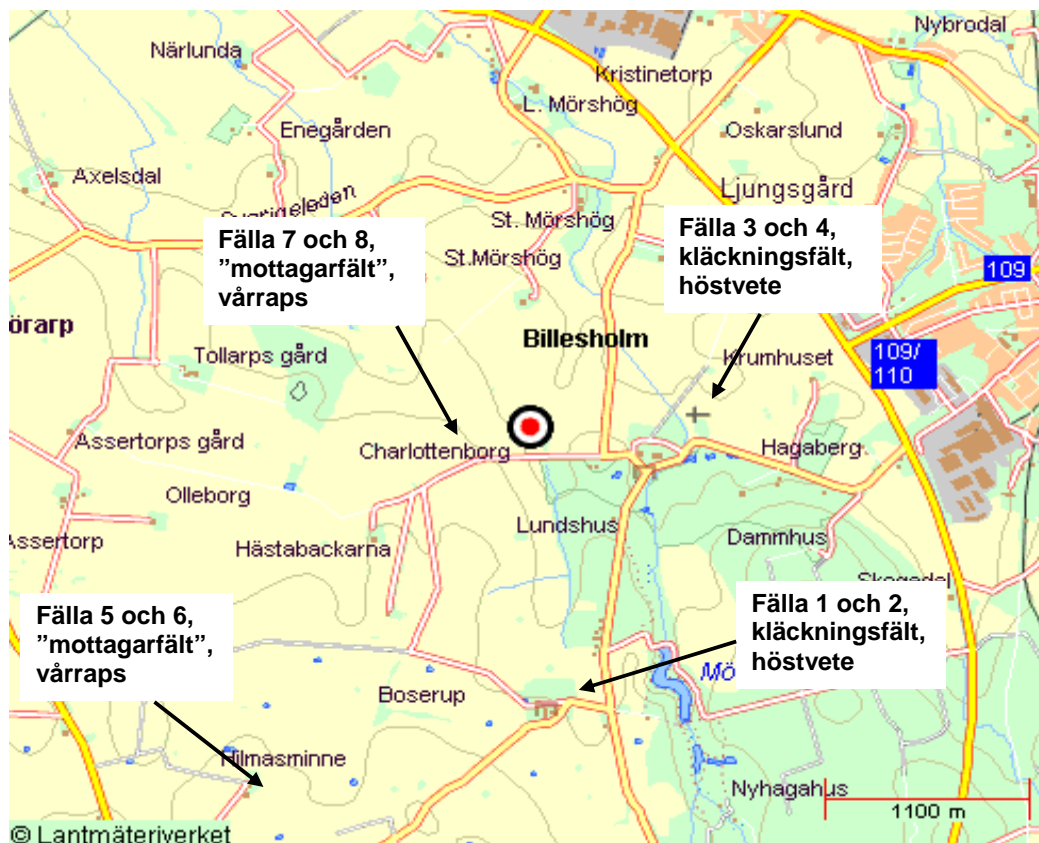 Nybrodal
Närlunda
Kristinetorp
L. Mörshög
Enegården
Oskarslund
Axelsdal
Ljungsgård
St. Mörshög
Fälla 7 och 8,
”mottagarfält”,
vårraps
Fälla 3 och 4,
kläckningsfält,
höstvete
St.Mörshög
109
örarp
Billesholm
Tollarps gård
Krumhuset
109/
110
Assertorps gård
Charlottenborg
Hagaberg
Olleborg
Lundshus
Assertorp
Hästabackarna
Dammhus
Fälla 5 och 6,
”mottagarfält”,
vårraps
Fälla 1 och 2,
kläckningsfält,
höstvete
Mö
Boserup
Hilmasminne
Nyhagahus
1100 m
© Lantmäteriverket